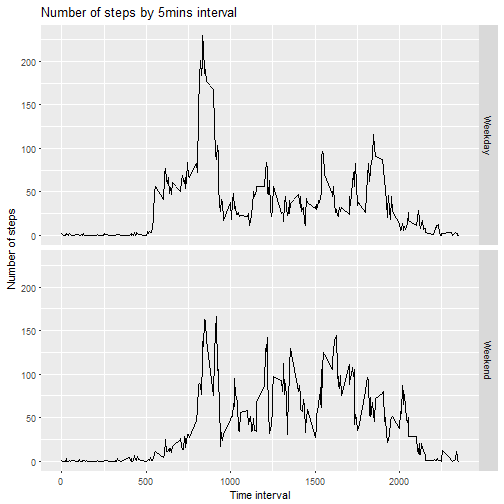 Number of steps by 5mins interval
Number of steps
200
150
100
50
0
Weekday
200
150
100
50
0
Weekend
0 500 1000 1500 2000
Time interval